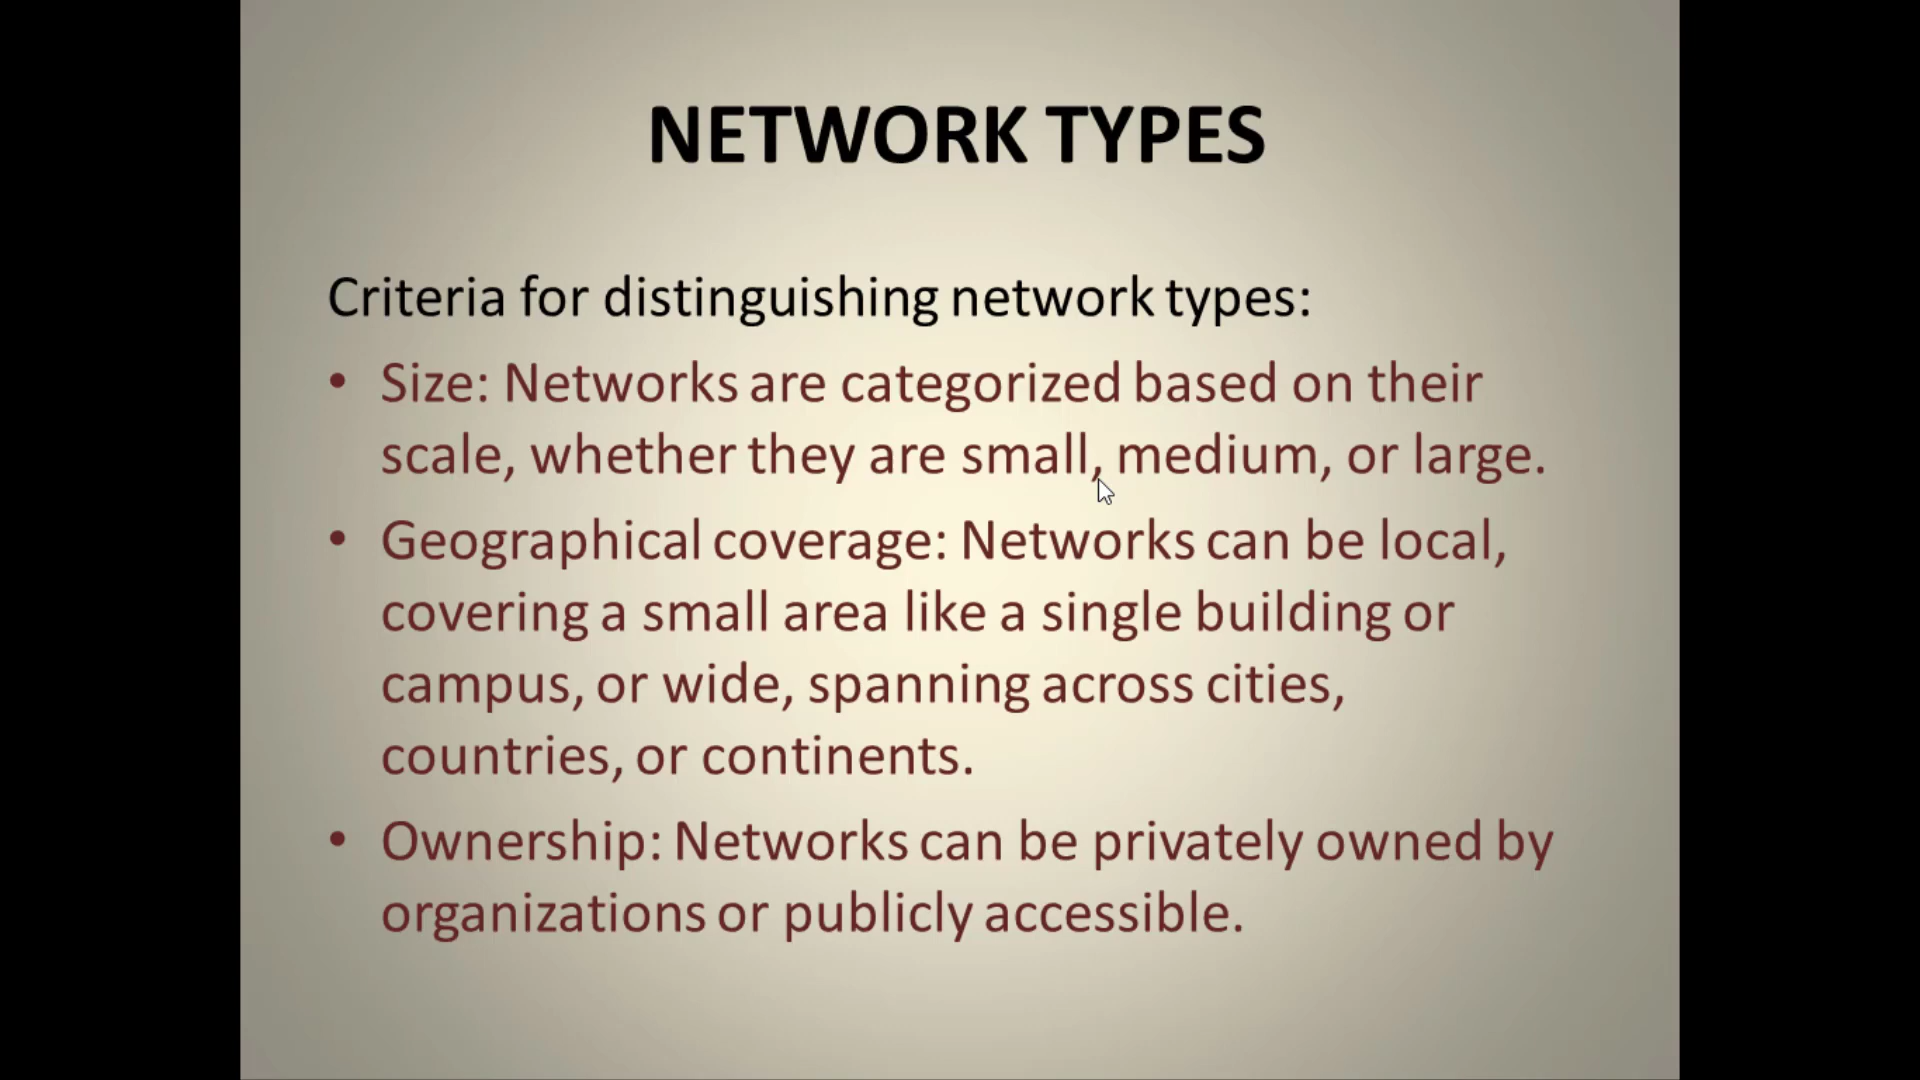 NETWORK TYPES
Criteria for distinguishing network types:
• Size: Networks are categorized based on their
scale, whether they are small, medium, or large.
• Geographical coverage: Networks can be local,
covering a small area like a single building or
campus, or wide, spanning across cities,
countries, or continents.
• Ownership: Networks can be privately owned by
organizations or publicly accessible.